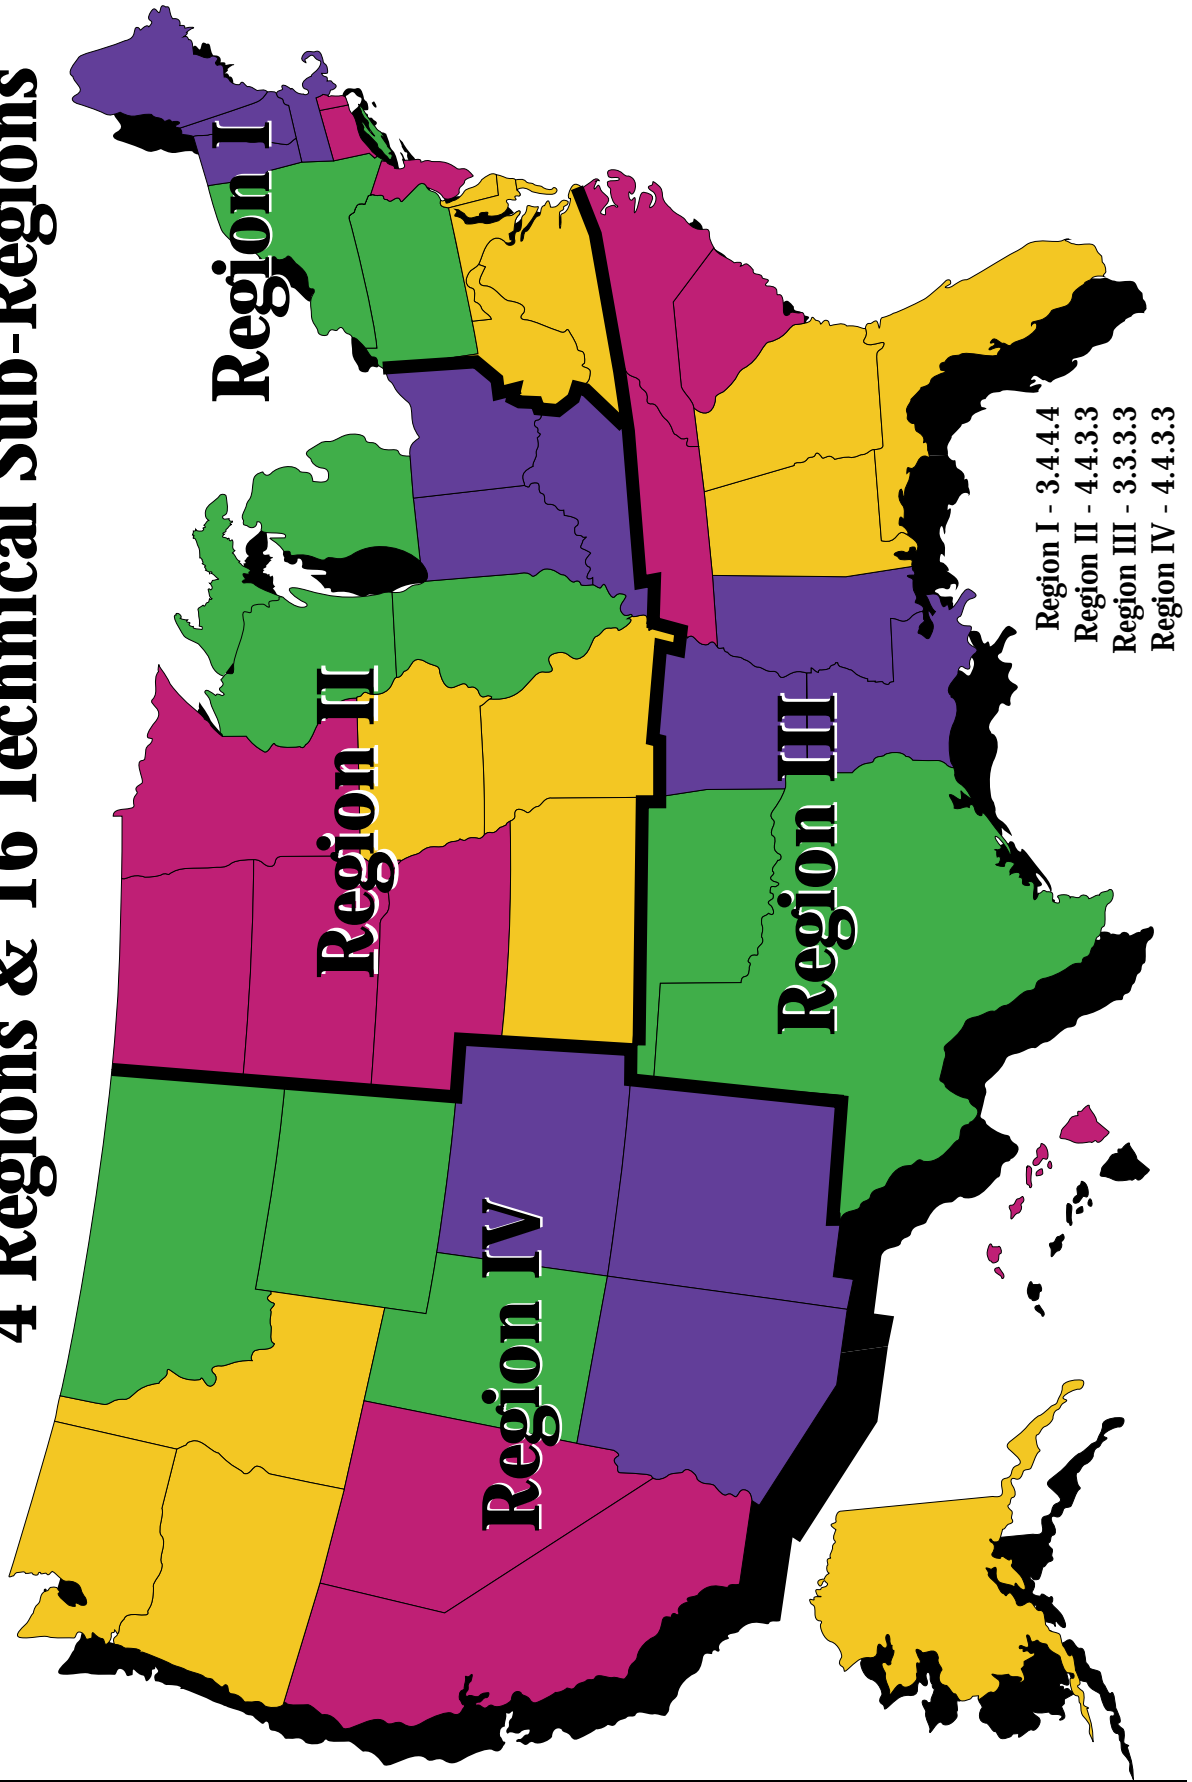 4 Regions & 16 Technical Sub-Regions
Region I
Region II
Region III
Region IV
Region I - 3.4.4.4
Region II - 4.4.3.3
Region III - 3.3.3.3
Region IV - 4.4.3.3